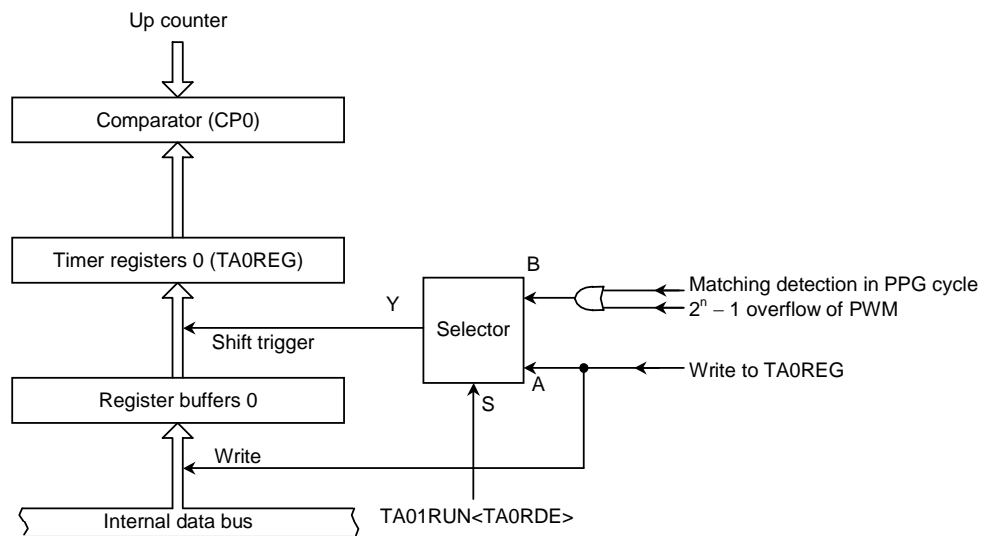 Up counter
Comparator (CP0)
Timer registers 0 (TA0REG)
B
Matching detection in PPG cycle
Y
2ⁿ − 1 overflow of PWM
Selector
Shift trigger
Write to TA0REG
A
Register buffers 0
S
Write
TA01RUN<TA0RDE>
Internal data bus